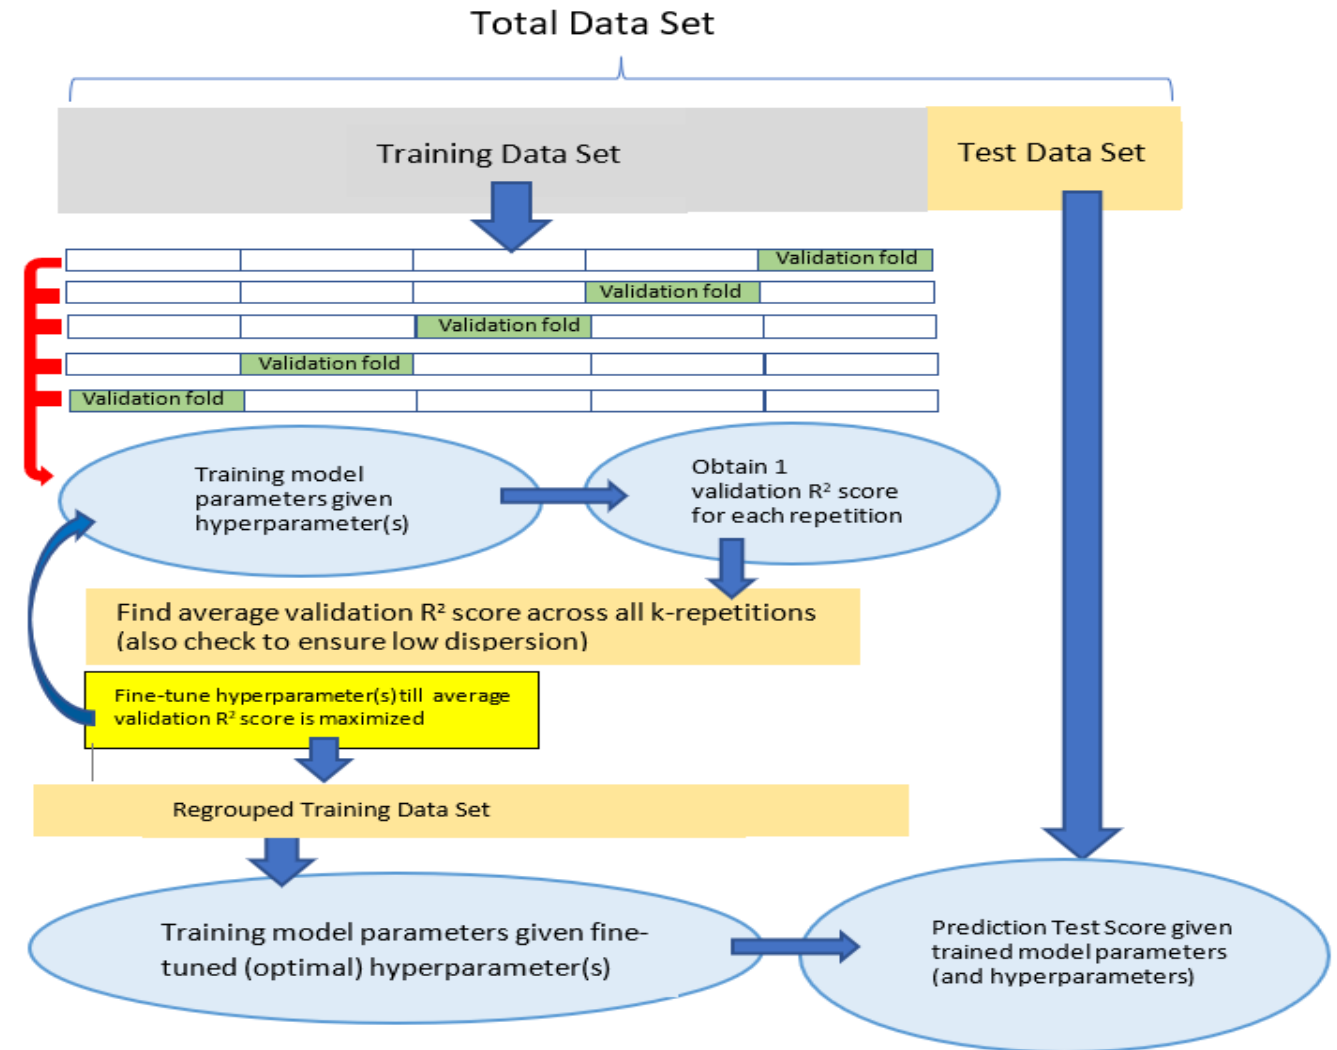 Total Data Set
Training Data Set
Test Data Set
Validation fold
Validation fold
Validation fold
Validation fold
Validation fold
Training model
parameters given
hyperparameter(s)
Obtain 1
validation R² score
for each repetition
Find average validation R² score across all k-repetitions
(also check to ensure low dispersion)
Fine-tune hyperparameter(s) till average
validation R² score is maximized
Regrouped Training Data Set
Training model parameters given fine-
tuned (optimal) hyperparameter(s)
Prediction Test Score given
trained model parameters
(and hyperparameters)